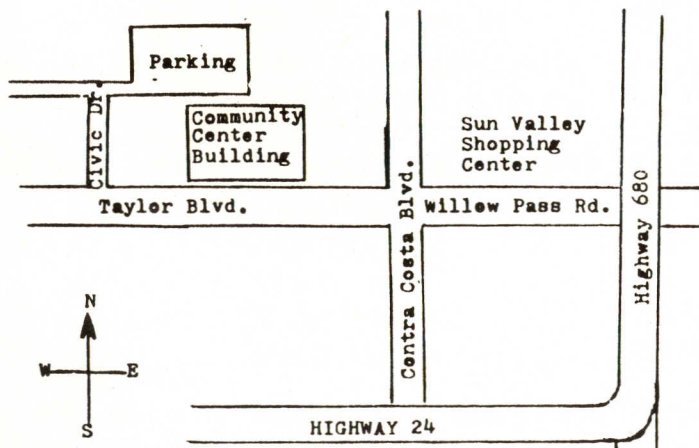 Parking
Civic Dr.
Community
Center
Building
Sun Valley
Shopping
Center
Taylor Blvd.
Willow Pass Rd.
Contra Costa Blvd.
Highway 680
N
W
E
S
HIGHWAY 24